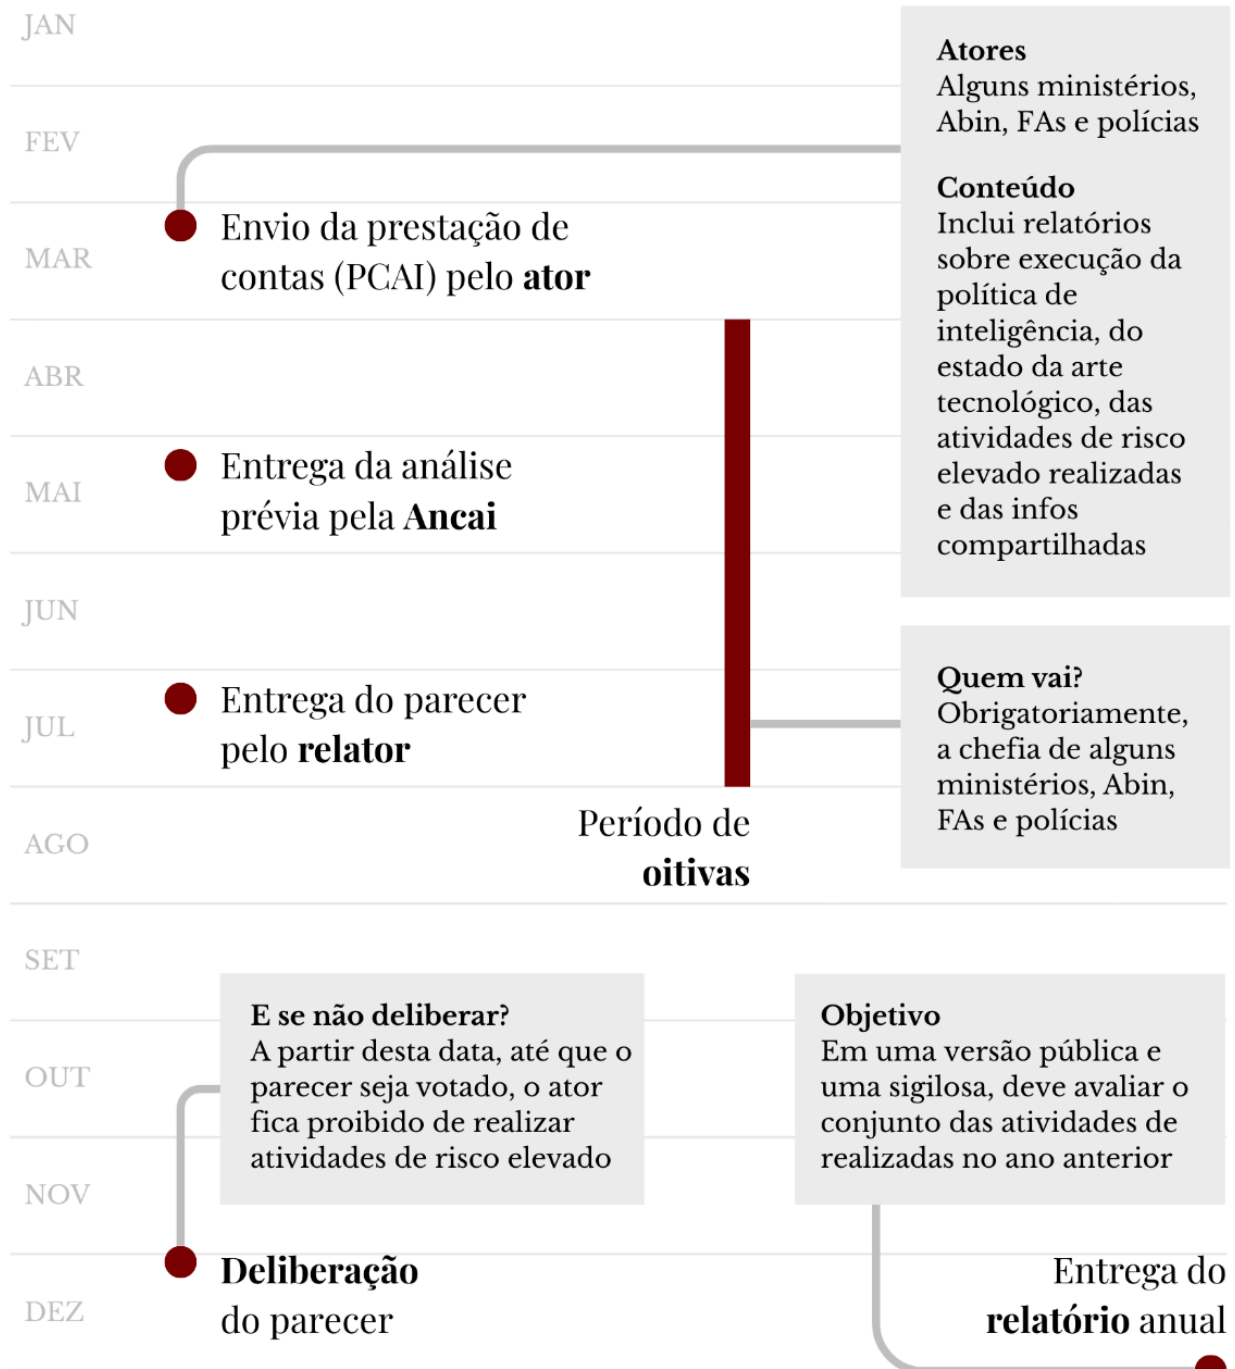 JAN
Atores
Alguns ministérios,
Abin, FAs e polícias
FEV
Conteúdo
Inclui relatórios
sobre execução da
política de
inteligência, do
estado da arte
tecnológico, das
atividades de risco
elevado realizadas
e das infos
compartilhadas
MAR
Envio da prestação de
contas (PCAI) pelo ator
ABR
MAI
Entrega da análise
prévia pela Ancai
JUN
JUL
Entrega do parecer
pelo relator
Quem vai?
Obrigatoriamente,
a chefia de alguns
ministérios, Abin,
FAs e polícias
Período de
oitivas
AGO
SET
E se não deliberar?
A partir desta data, até que o
parecer seja votado, o ator
fica proibido de realizar
atividades de risco elevado
Objetivo
Em uma versão pública e
uma sigilosa, deve avaliar o
conjunto das atividades de
realizadas no ano anterior
OUT
NOV
DEZ
Deliberação
do parecer
Entrega do
relatório anual